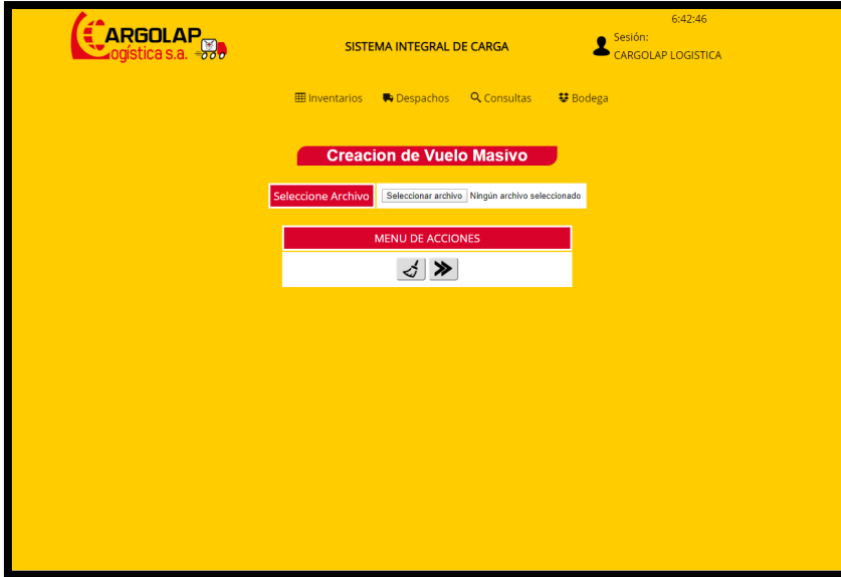 CARGOLAP
Logística s.a.
SISTEMA INTEGRAL DE CARGA
6:42:46
Sesión:
CARGOLAP LOGISTICA
Inventarios Despachos Consultas Bodega
Creacion de Vuelo Masivo
Seleccione Archivo Seleccionar archivo Ningún archivo seleccionado
MENU DE ACCIONES